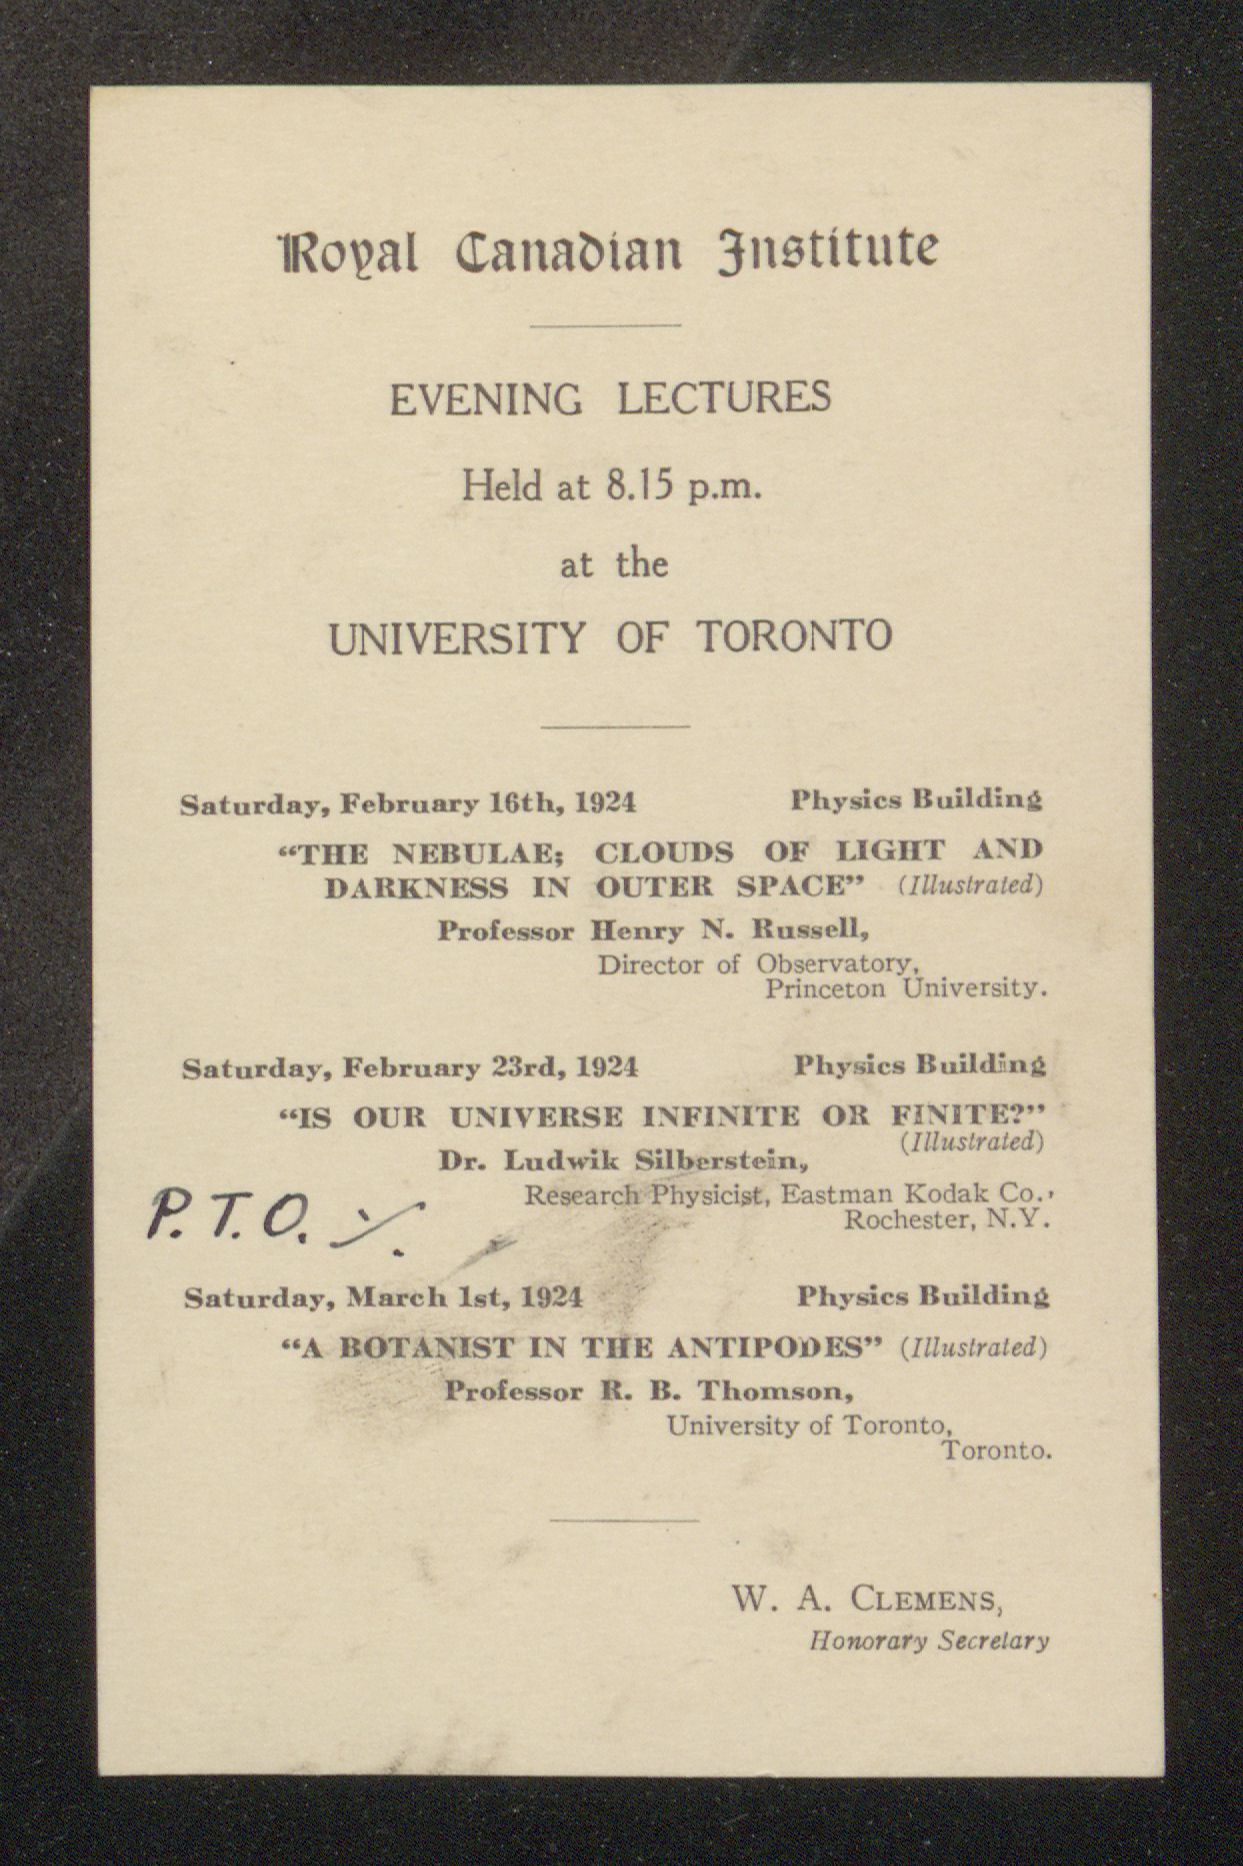 Royal Canadian Institute
EVENING LECTURES
Held at 8.15 p.m.
at the
UNIVERSITY OF TORONTO
Saturday, February 16th, 1924 Physics Building
“THE NEBULAE; CLOUDS OF LIGHT AND
DARKNESS IN OUTER SPACE” (Illustrated)
Professor Henry N. Russell,
Director of Observatory,
Princeton University.
Saturday, February 23rd, 1924 Physics Building
“IS OUR UNIVERSE INFINITE OR FINITE?”
(Illustrated)
Dr. Ludwik Silberstein,
Research Physicist, Eastman Kodak Co.,
Rochester, N.Y.
P.T.O.
Saturday, March 1st, 1924 Physics Building
“A BOTANIST IN THE ANTIPODES” (Illustrated)
Professor R. B. Thomson,
University of Toronto,
Toronto.
W. A. CLEMENS,
Honorary Secretary